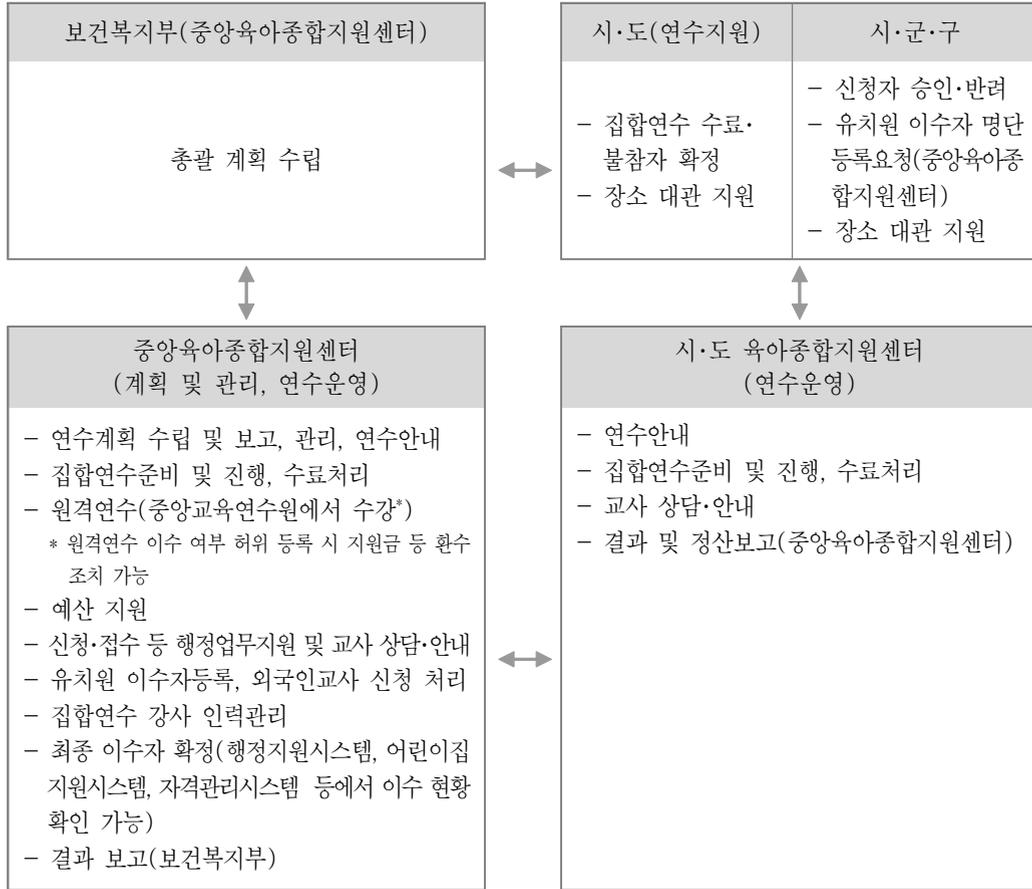 보건복지부(중앙육아종합지원센터)
총괄 계획 수립
시·도(연수지원)
– 집합연수 수료·
불참자 확정
– 장소 대관 지원
시·군·구
– 신청자 승인·반려
– 유치원 이수자 명단
등록요청(중앙육아종
합지원센터)
– 장소 대관 지원
중앙육아종합지원센터
(계획 및 관리, 연수운영)
– 연수계획 수립 및 보고, 관리, 연수안내
– 집합연수준비 및 진행, 수료처리
– 원격연수(중앙교육연수원에서 수강*)
* 원격연수 이수 여부 허위 등록 시 지원금 등 환수
조치 가능
– 예산 지원
– 신청·접수 등 행정업무지원 및 교사 상담·안내
– 유치원 이수자등록, 외국인교사 신청 처리
– 집합연수 강사 인력관리
– 최종 이수자 확정(행정지원시스템, 어린이집
지원시스템, 자격관리시스템 등에서 이수 현황
확인 가능)
– 결과 보고(보건복지부)
시·도 육아종합지원센터
(연수운영)
– 연수안내
– 집합연수준비 및 진행, 수료처리
– 교사 상담·안내
– 결과 및 정산보고(중앙육아종합지원센터)